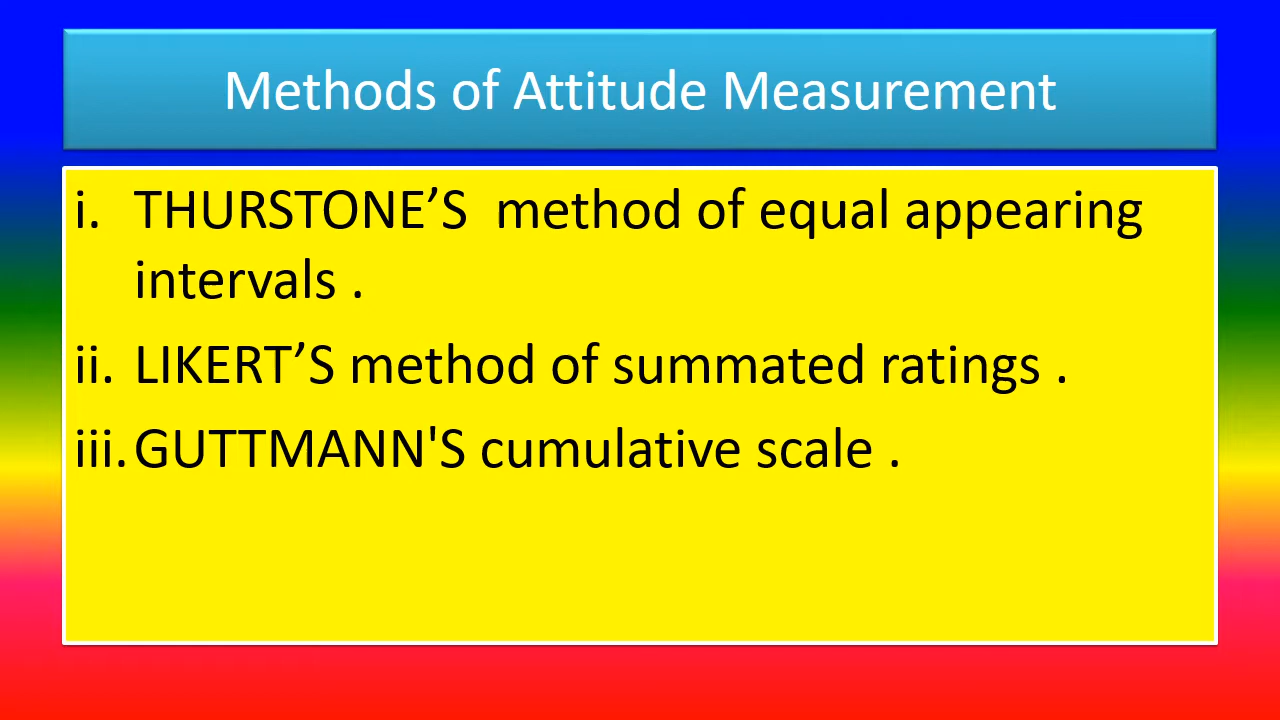 Methods of Attitude Measurement
i. THURSTONE’S  method of equal appearing
intervals .
ii. LIKERT’S method of summated ratings .
iii. GUTTMANN'S cumulative scale .